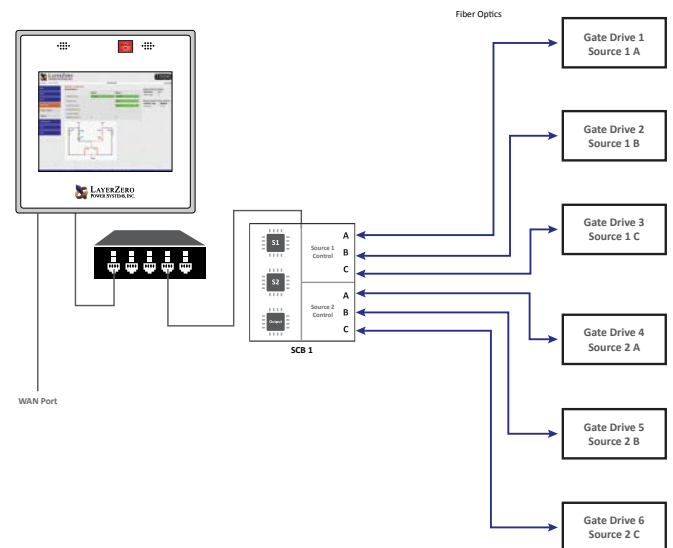 Fiber Optics
Gate Drive 1
Source 1 A
Gate Drive 2
Source 1 B
Gate Drive 3
Source 1 C
Gate Drive 4
Source 2 A
Gate Drive 5
Source 2 B
Gate Drive 6
Source 2 C
LAYERZERO
POWER SYSTEMS, INC.
S1
S2
Output
Source 1
Control
A
B
C
Source 2
Control
A
B
C
SCB 1
WAN Port